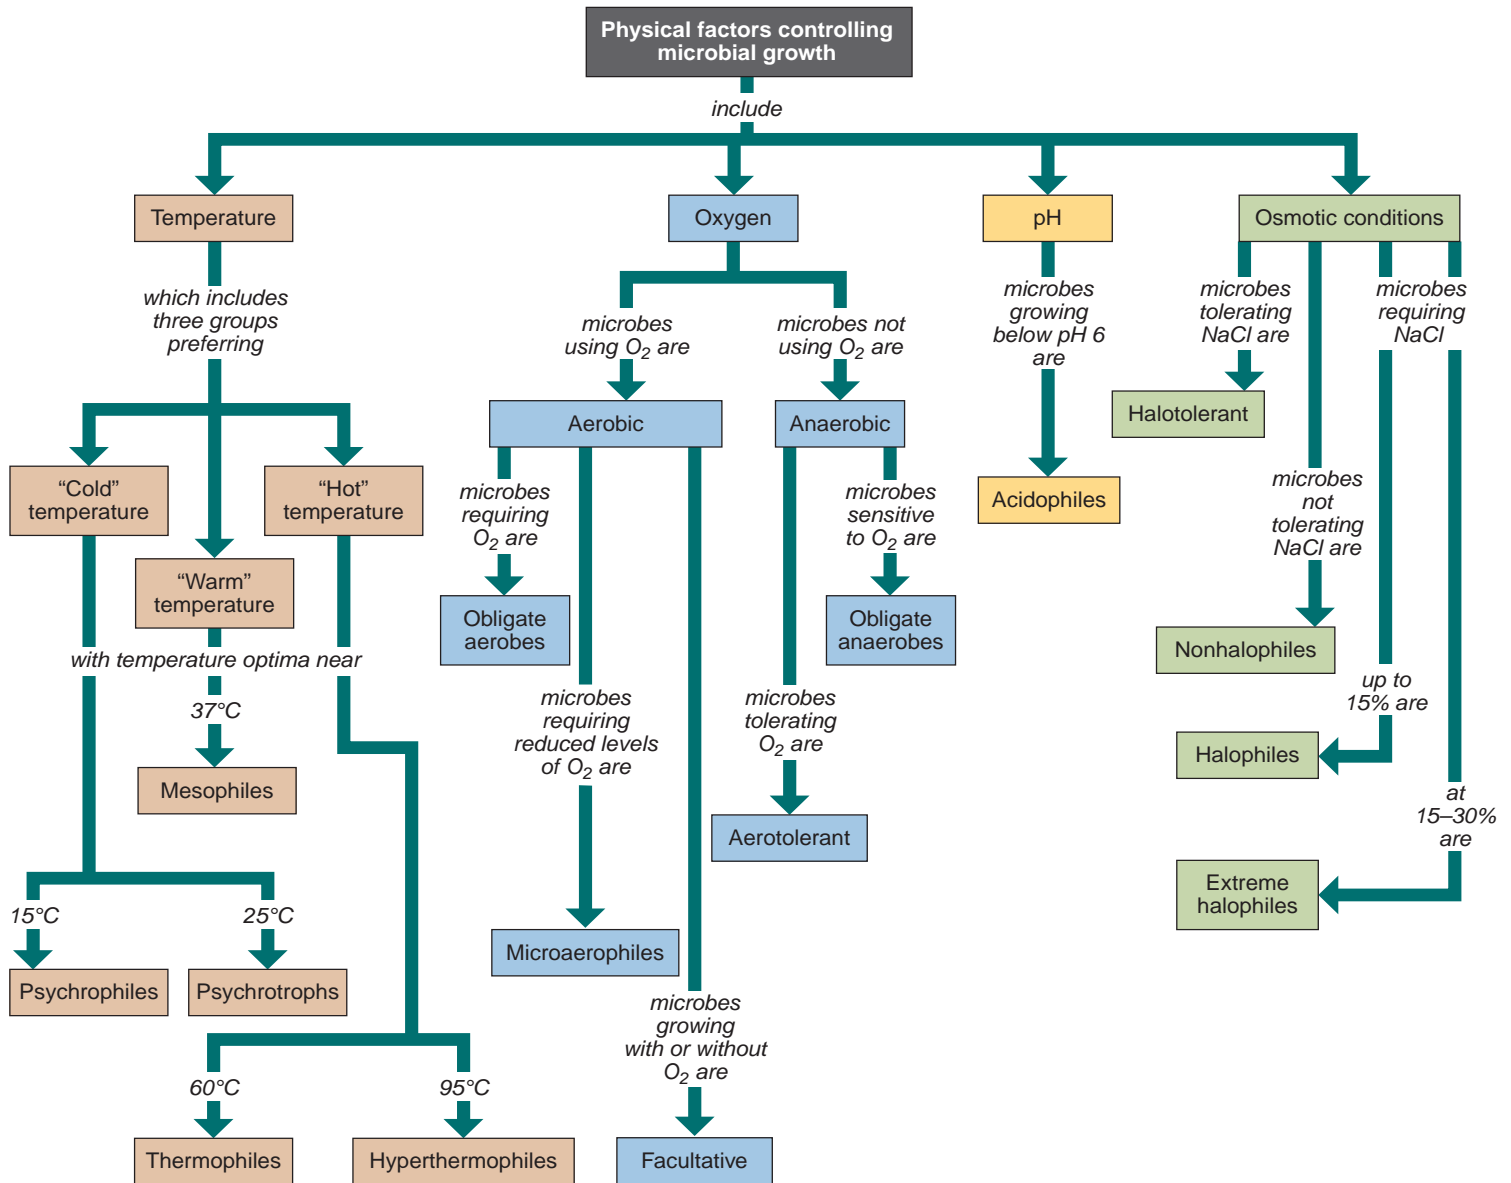 Physical factors controlling
microbial growth
include
Temperature
Oxygen
pH
Osmotic conditions
which includes
three groups
preferring
microbes
using O2 are
microbes not
using O2 are
microbes
growing
below pH 6
are
microbes
tolerating
NaCl are
microbes
requiring
NaCl
Halotolerant
Aerobic
Anaerobic
"Cold"
temperature
"Hot"
temperature
microbes
requiring
O2 are
microbes
sensitive
to O2 are
Acidophiles
microbes
not
tolerating
NaCl are
"Warm"
temperature
Obligate
aerobes
Obligate
anaerobes
Nonhalophiles
with temperature optima near
37°C
microbes
requiring
reduced levels
of O2 are
microbes
tolerating
O2 are
up to
15% are
Mesophiles
Halophiles
Aerotolerant
at
15–30%
are
Extreme
halophiles
15°C
25°C
Microaerophiles
Psychrophiles
Psychrotrophs
microbes
growing
with or without
O2 are
60°C
95°C
Thermophiles
Hyperthermophiles
Facultative